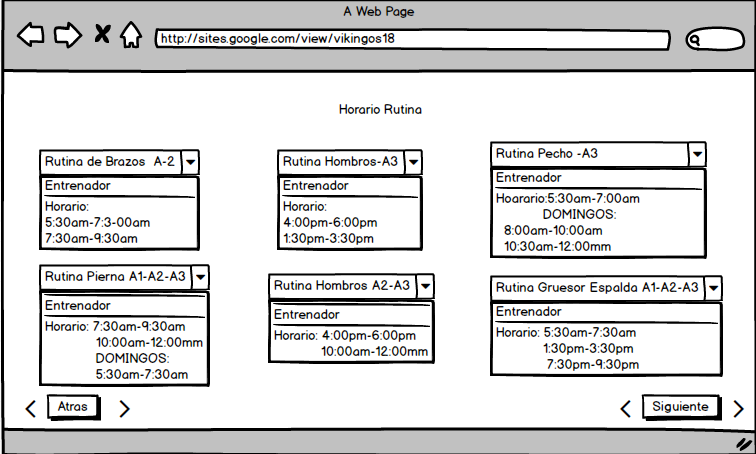 A Web Page
http://sites.google.com/view/vikingos18
Horario Rutina
Rutina de Brazos A-2
Entrenador
Horario:
5:30am-7:3-00am
7:30am-9:30am
Rutina Hombros-A3
Entrenador
Horario:
4:00pm-6:00pm
1:30pm-3:30pm
Rutina Pecho -A3
Entrenador
Hoarario:5:30am-7:00am
DOMINGOS:
8:00am-10:00am
10:30am-12:00mm
Rutina Pierna A1-A2-A3
Entrenador
Horario: 7:30am-9:30am
10:00am-12:00mm
DOMINGOS:
5:30am-7:30am
Rutina Hombros A2-A3
Entrenador
Horario: 4:00pm-6:00pm
10:00am-12:00mm
Rutina Gruesor Espalda A1-A2-A3
Entrenador
Horario: 5:30am-7:30am
1:30pm-3:30pm
7:30pm-9:30pm
Atras
Siguiente